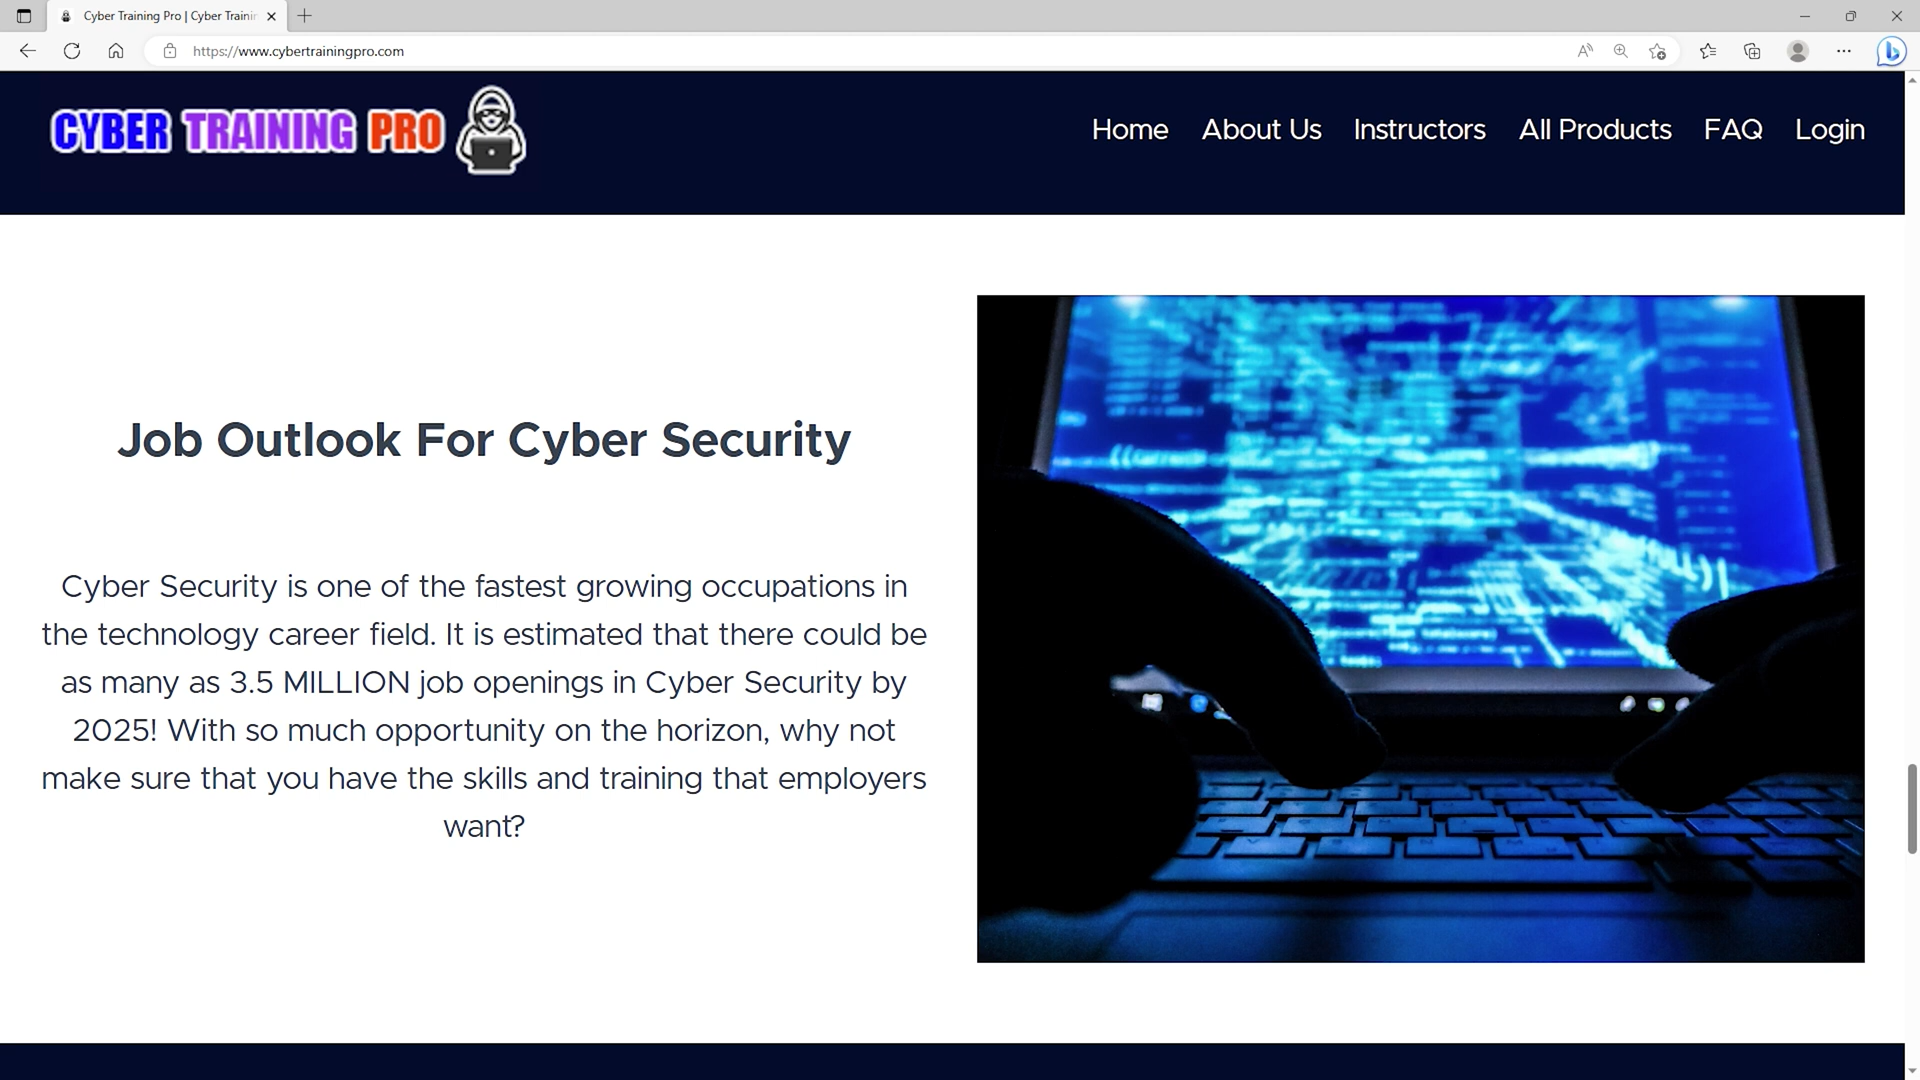 Cyber Training Pro | Cyber Trainin
https://www.cybertrainingpro.com
CYBER TRAINING PRO
Home About Us Instructors All Products FAQ Login
Job Outlook For Cyber Security
Cyber Security is one of the fastest growing occupations in
the technology career field. It is estimated that there could be
as many as 3.5 MILLION job openings in Cyber Security by
2025! With so much opportunity on the horizon, why not
make sure that you have the skills and training that employers
want?